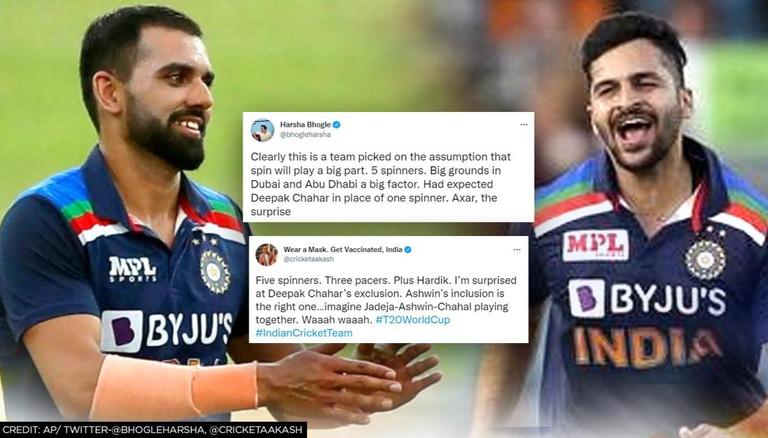 Harsha Bhogle
@bhogleharsha
Clearly this is a team picked on the assumption that
spin will play a big part. 5 spinners. Big grounds in
Dubai and Abu Dhabi a big factor. Had expected
Deepak Chahar in place of one spinner. Axar, the
surprise
Wear a Mask. Get Vaccinated, India
@cricketaakash
Five spinners. Three pacers. Plus Hardik. I'm surprised
at Deepak Chahar's exclusion. Ashwin's inclusion is
the right one...imagine Jadeja-Ashwin-Chahal playing
together. Waaah waaah. #T20WorldCup
#IndianCricketTeam
MPL
SPORTS
B BYJU'S
MPL
SPORTS
B BYJU'S
INDIA
CREDIT: AP/ TWITTER-@BHOGLEHARSHA, @CRICKETAAKASH